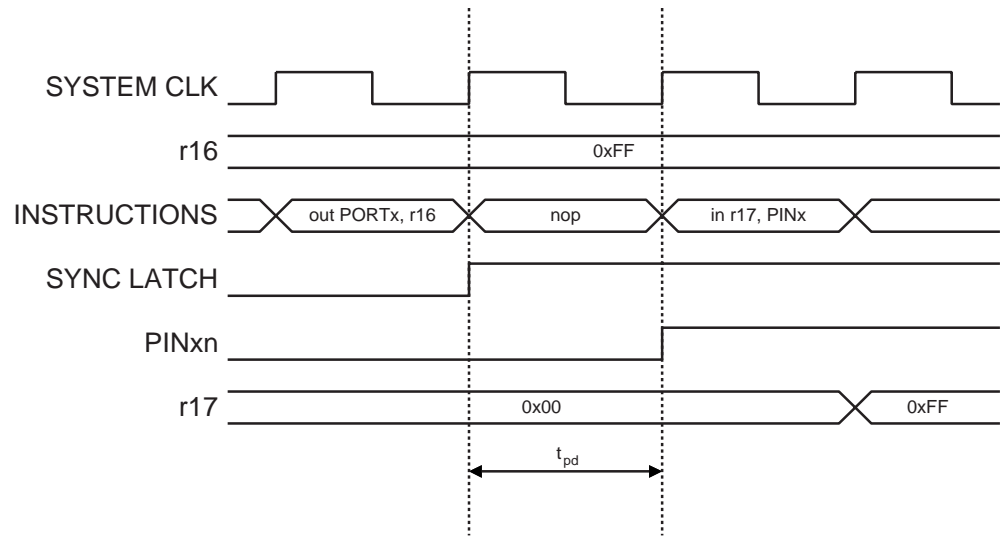 SYSTEM CLK
r16
0xFF
INSTRUCTIONS
out PORTx, r16
nop
in r17, PINx
SYNC LATCH
PINxn
r17
0x00
0xFF
tpd